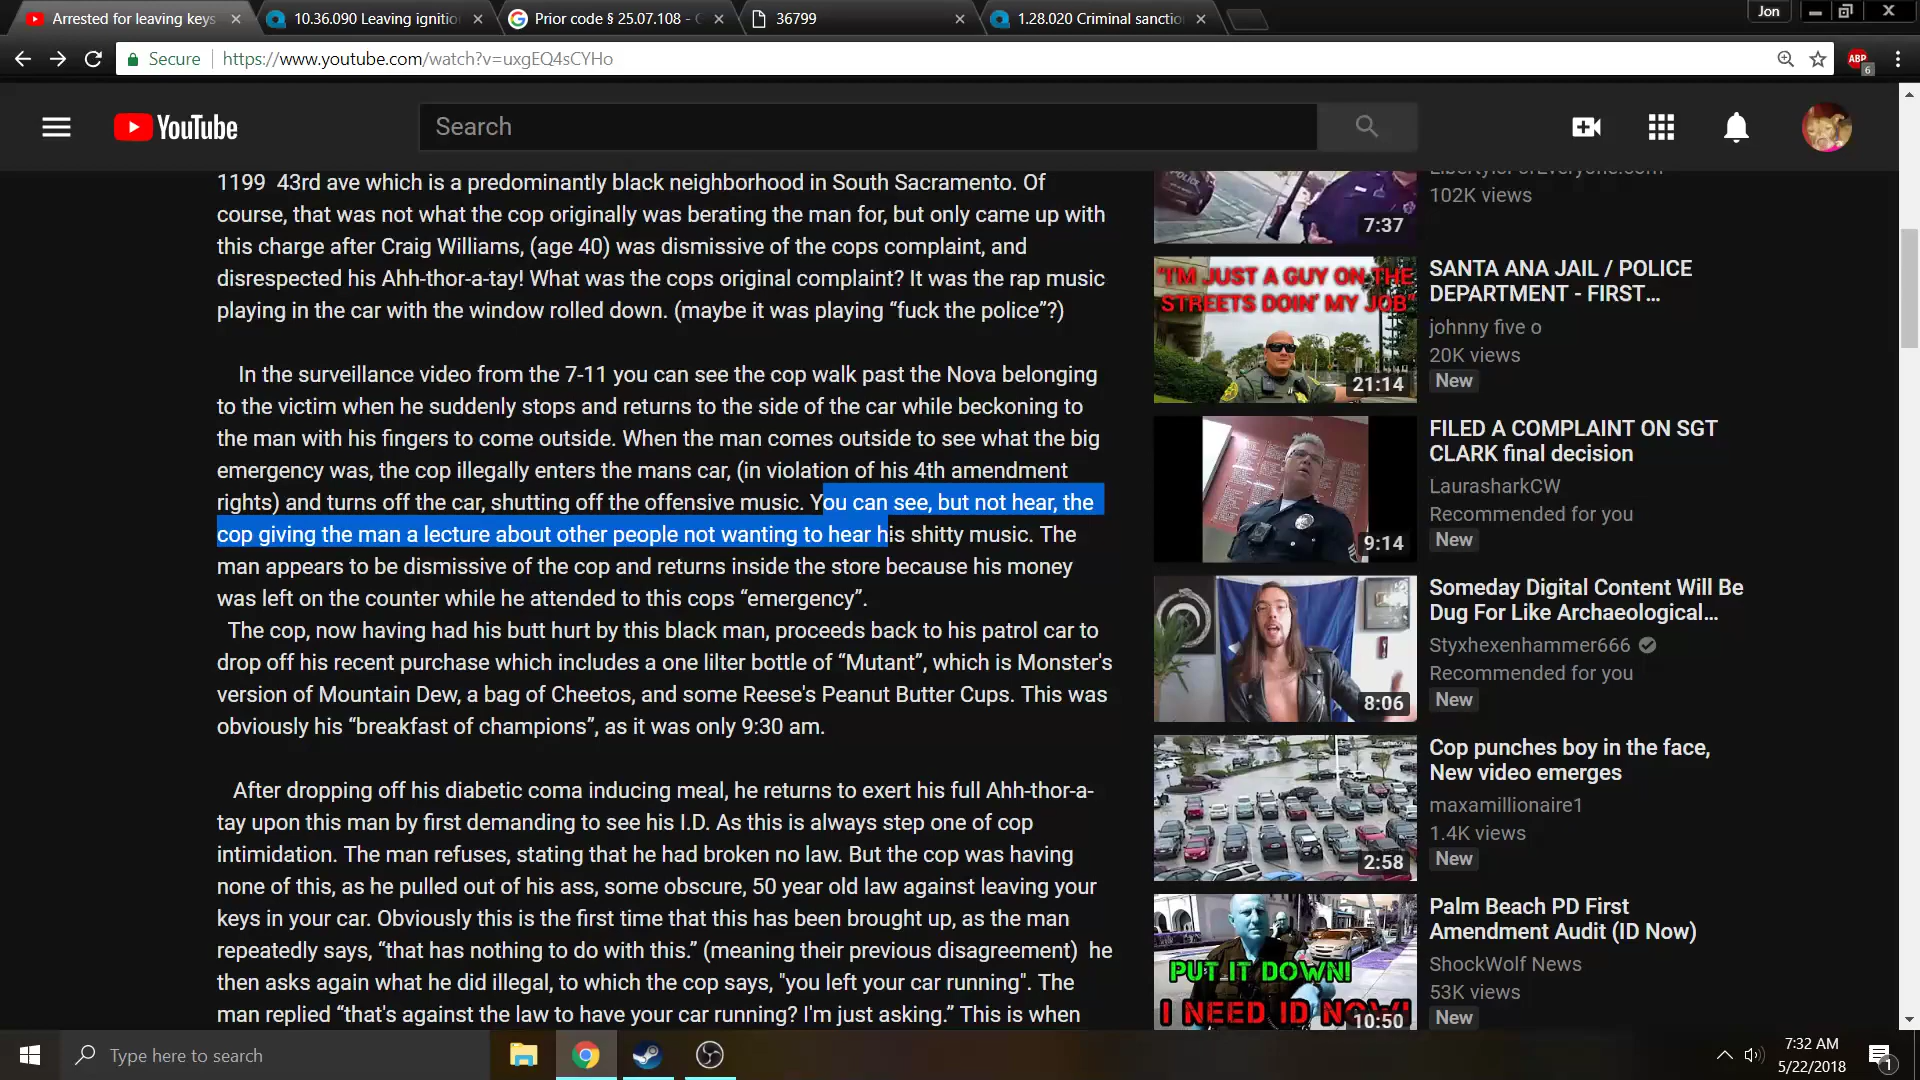 Arrested for leaving keys
10.36.090 Leaving ignitio
Prior code § 25.07.108 - G
36799
1.28.020 Criminal sanctio
Jon
Secure
https://www.youtube.com/watch?v=uxgEQ4sCYHo
ABP
6
YouTube
Search
1199  43rd ave which is a predominantly black neighborhood in South Sacramento. Of
course, that was not what the cop originally was berating the man for, but only came up with
this charge after Craig Williams, (age 40) was dismissive of the cops complaint, and
disrespected his Ahh-thor-a-tay! What was the cops original complaint? It was the rap music
playing in the car with the window rolled down. (maybe it was playing “fuck the police”?)
In the surveillance video from the 7-11 you can see the cop walk past the Nova belonging
to the victim when he suddenly stops and returns to the side of the car while beckoning to
the man with his fingers to come outside. When the man comes outside to see what the big
emergency was, the cop illegally enters the mans car, (in violation of his 4th amendment
rights) and turns off the car, shutting off the offensive music. You can see, but not hear, the
cop giving the man a lecture about other people not wanting to hear his shitty music. The
man appears to be dismissive of the cop and returns inside the store because his money
was left on the counter while he attended to this cops “emergency”.
The cop, now having had his butt hurt by this black man, proceeds back to his patrol car to
drop off his recent purchase which includes a one lilter bottle of “Mutant”, which is Monster's
version of Mountain Dew, a bag of Cheetos, and some Reese's Peanut Butter Cups. This was
obviously his “breakfast of champions”, as it was only 9:30 am.
After dropping off his diabetic coma inducing meal, he returns to exert his full Ahh-thor-a-
tay upon this man by first demanding to see his I.D. As this is always step one of cop
intimidation. The man refuses, stating that he had broken no law. But the cop was having
none of this, as he pulled out of his ass, some obscure, 50 year old law against leaving your
keys in your car. Obviously this is the first time that this has been brought up, as the man
repeatedly says, “that has nothing to do with this.” (meaning their previous disagreement)  he
then asks again what he did illegal, to which the cop says, "you left your car running". The
man replied “that's against the law to have your car running? I'm just asking.” This is when
102K views
7:37
"I'M JUST A GUY ON THE
STREETS DOIN' MY JOB"
21:14
SANTA ANA JAIL / POLICE
DEPARTMENT - FIRST...
johnny five o
20K views
New
9:14
FILED A COMPLAINT ON SGT
CLARK final decision
LaurasharkCW
Recommended for you
New
8:06
Someday Digital Content Will Be
Dug For Like Archaeological...
Styxhexenhammer666
Recommended for you
New
2:58
Cop punches boy in the face,
New video emerges
maxamillionaire1
1.4K views
New
PUT IT DOWN!
I NEED ID NOW!
10:50
Palm Beach PD First
Amendment Audit (ID Now)
ShockWolf News
53K views
New
Type here to search
7:32 AM
5/22/2018
1